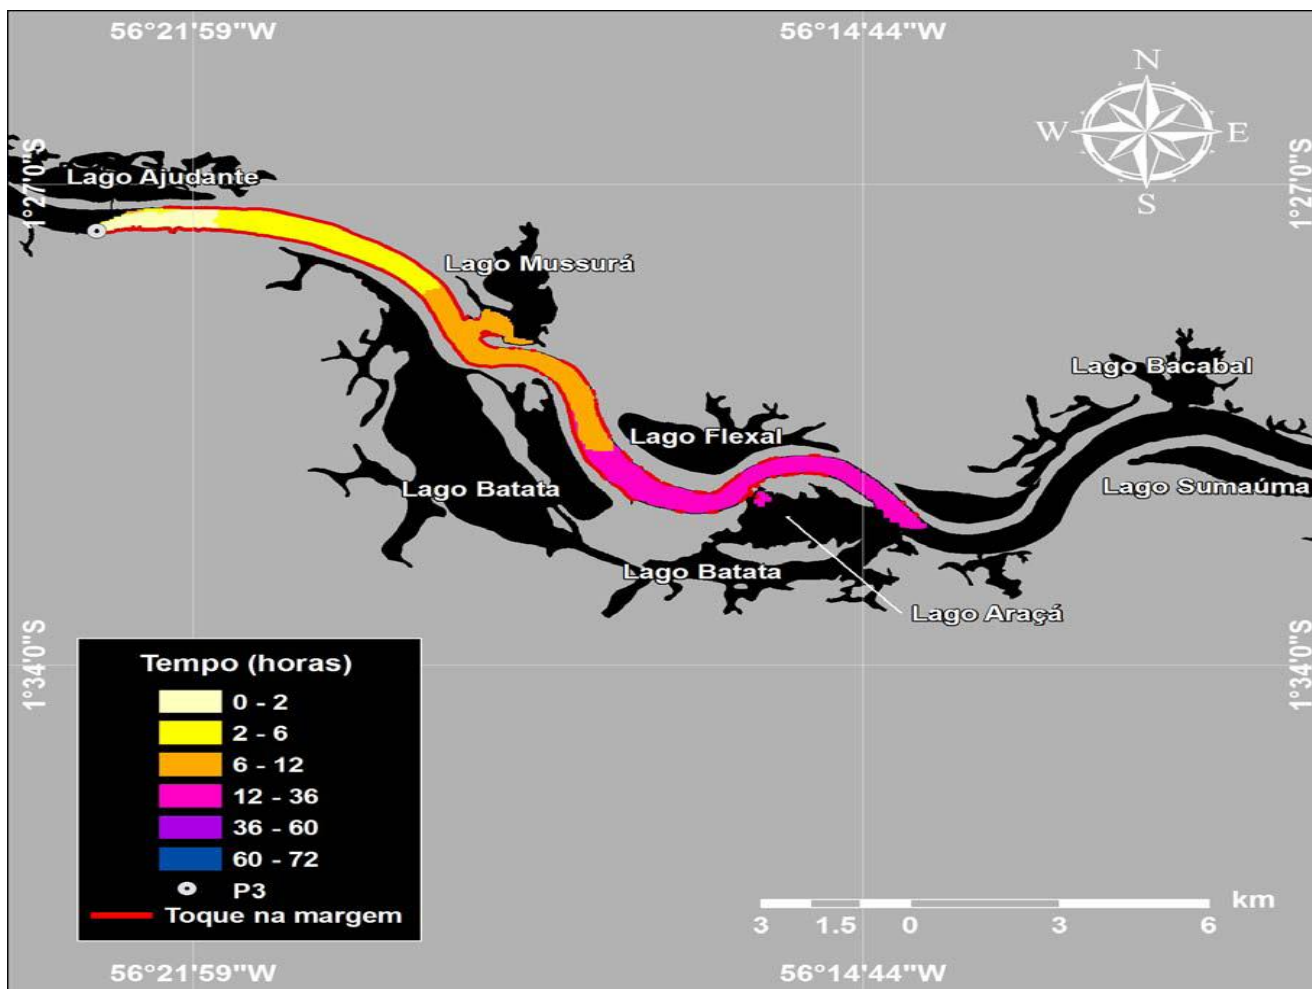 56°21'59"W
56°14'44"W
N
W
E
S
1°27'0"S
1°27'0"S
Lago Ajudante
Lago Mussurá
Lago Bacabal
Lago Flexal
Lago Batata
Lago Sumaúma
Lago Batata
Lago Araçá
1°34'0"S
1°34'0"S
Tempo (horas)
0 - 2
2 - 6
6 - 12
12 - 36
36 - 60
60 - 72
P3
Toque na margem
km
3 1.5 0 3 6
56°21'59"W
56°14'44"W